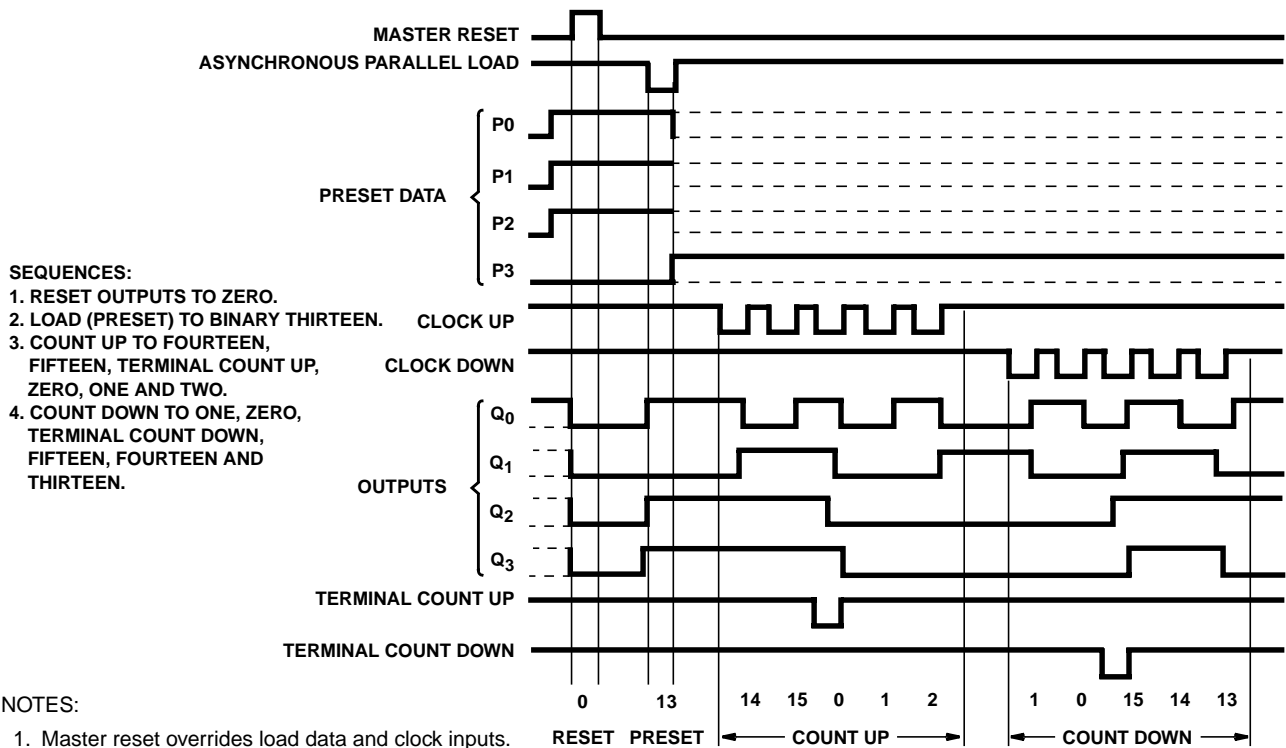 MASTER RESET
ASYNCHRONOUS PARALLEL LOAD
P0
P1
PRESET DATA
P2
P3
SEQUENCES:
1. RESET OUTPUTS TO ZERO.
2. LOAD (PRESET) TO BINARY THIRTEEN.
3. COUNT UP TO FOURTEEN,
FIFTEEN, TERMINAL COUNT UP,
ZERO, ONE AND TWO.
4. COUNT DOWN TO ONE, ZERO,
TERMINAL COUNT DOWN,
FIFTEEN, FOURTEEN AND
THIRTEEN.
CLOCK UP
CLOCK DOWN
Q0
Q1
OUTPUTS
Q2
Q3
TERMINAL COUNT UP
TERMINAL COUNT DOWN
0 13 14 15 0 1 2 1 0 15 14 13
RESET PRESET COUNT UP COUNT DOWN
NOTES:
1. Master reset overrides load data and clock inputs.